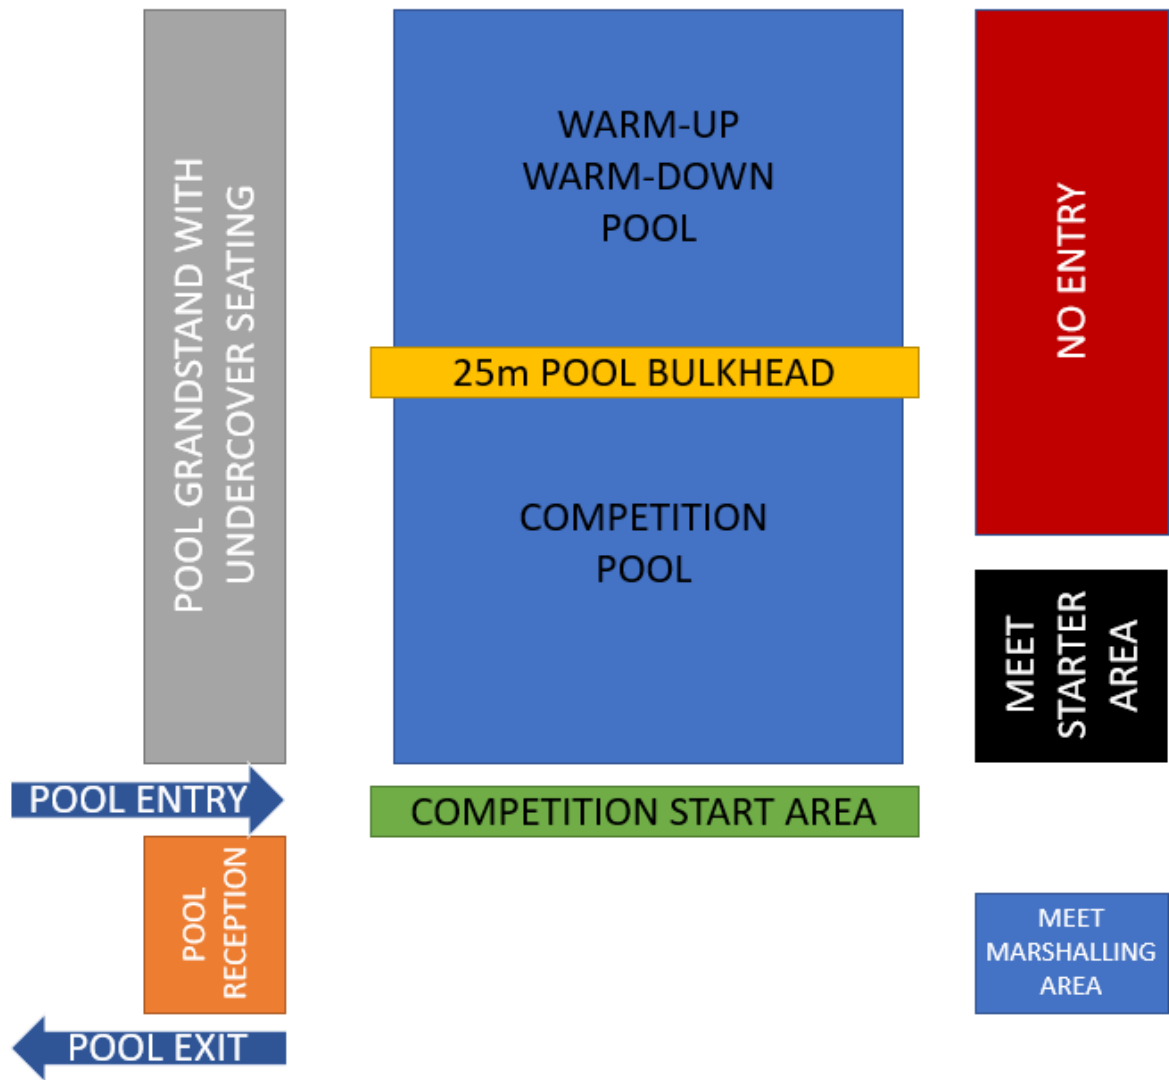 POOL GRANDSTAND WITH
UNDERCOVER SEATING
WARM-UP
WARM-DOWN
POOL
25m POOL BULKHEAD
COMPETITION
POOL
NO ENTRY
MEET
STARTER
AREA
POOL ENTRY
COMPETITION START AREA
POOL
RECEPTION
MEET
MARSHALLING
AREA
POOL EXIT